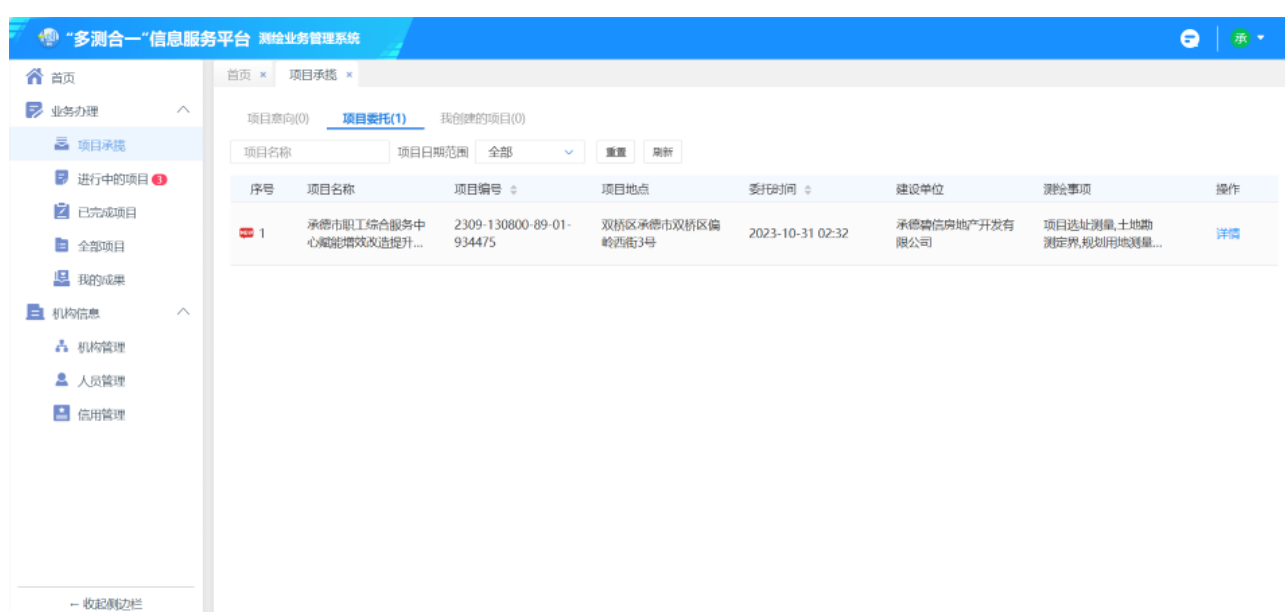 “多测合一“信息服务平台 测绘业务管理系统
承
首页
业务办理
项目承揽
进行中的项目 3
已完成项目
全部项目
我的成果
机构信息
机构管理
人员管理
信用管理
← 收起侧边栏
首页 × 项目承揽 ×
项目意向(0) 项目委托(1) 我创建的项目(0)
项目名称 项目日期范围 全部 重置 刷新
序号 项目名称 项目编号 项目地点 委托时间 建设单位 测绘事项 操作
NEW 1 承德市职工综合服务中 2309-130800-89-01- 双桥区承德市双桥区偏 2023-10-31 02:32 承德碧信房地产开发有 项目选址测量,土地勘 详情
心赋能增效改造提升... 934475 岭西街3号 限公司 测定界,规划用地测量...